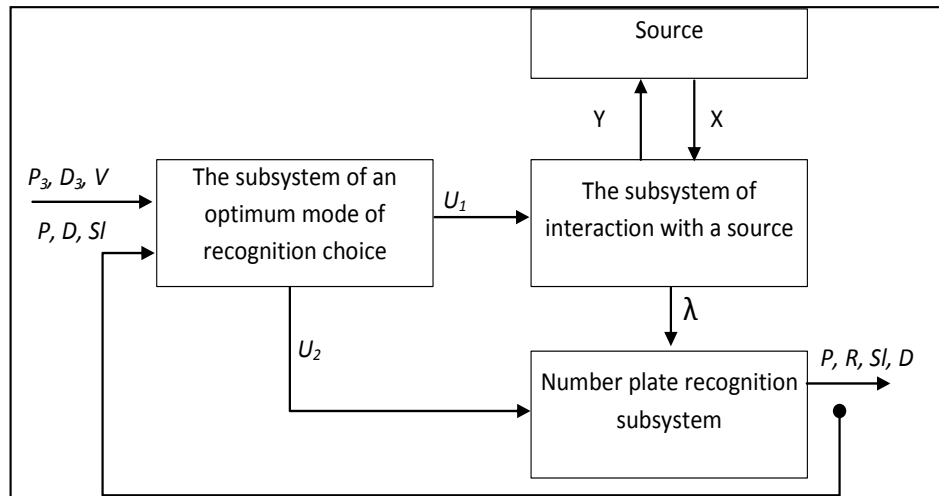 Source
Y
X
P₃, D₃, V
The subsystem of an
optimum mode of
recognition choice
U₁
The subsystem of
interaction with a source
P, D, Sl
λ
U₂
P, R, Sl, D
Number plate recognition
subsystem